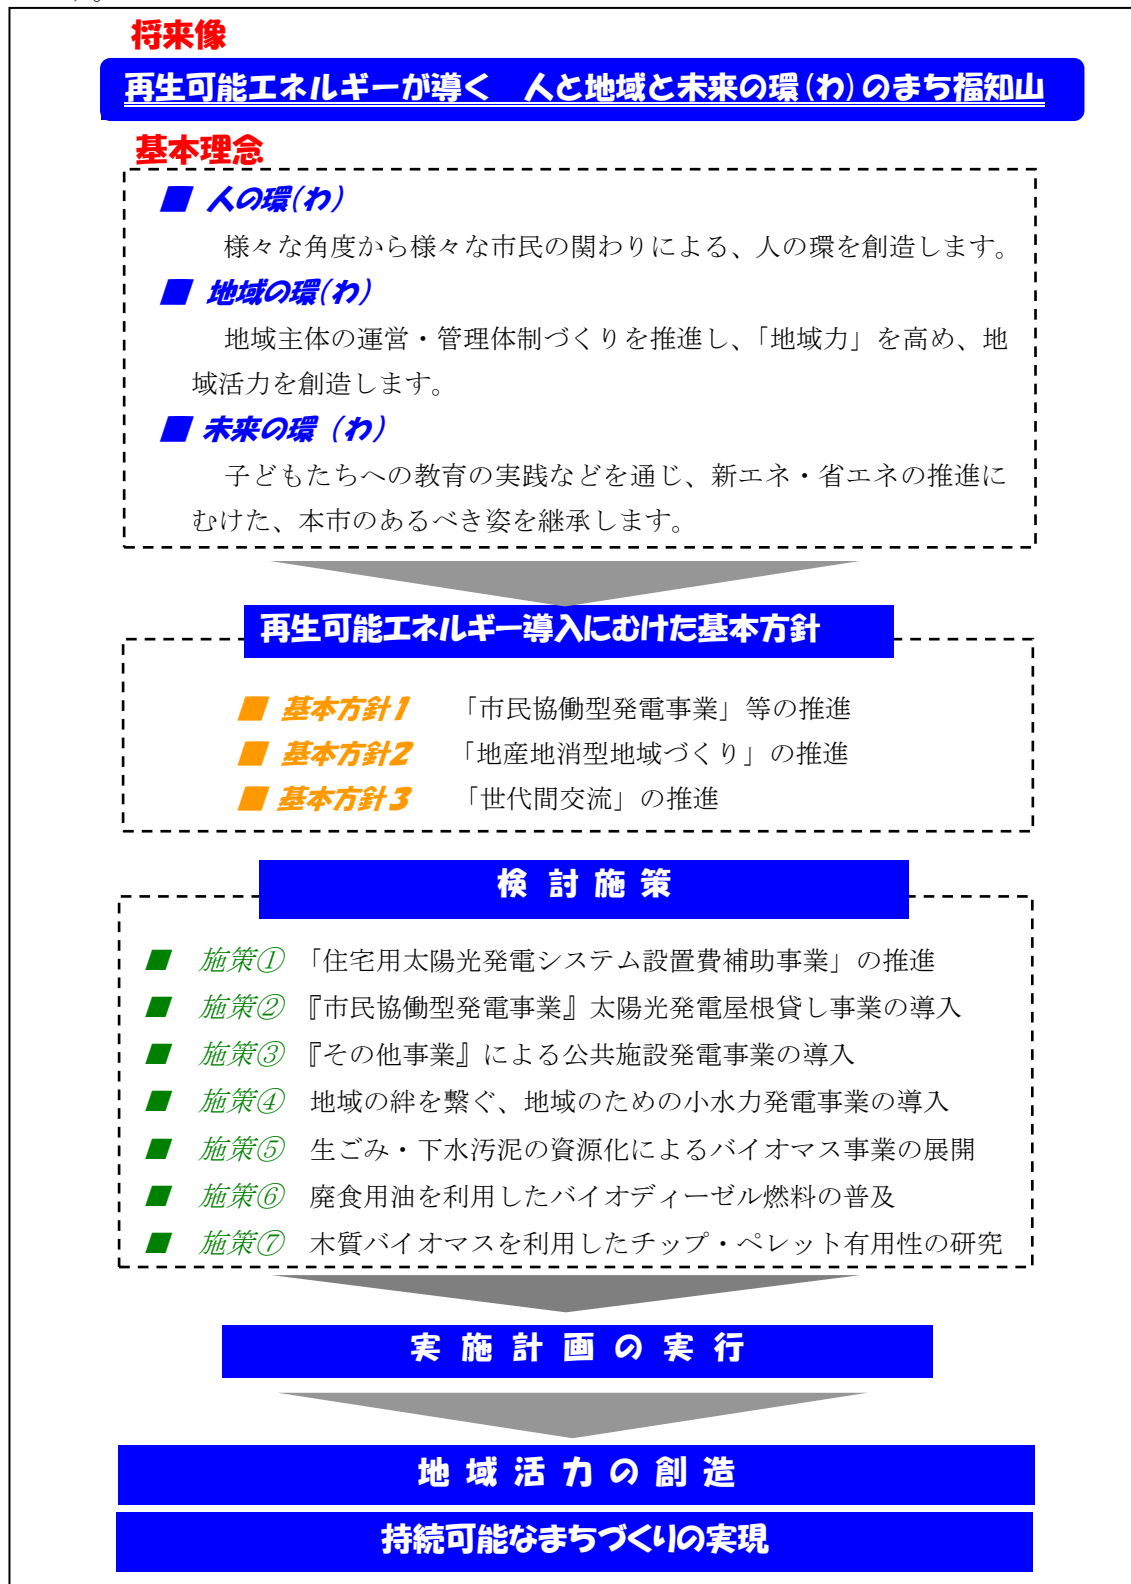 す。
将来像
再生可能エネルギーが導く　人と地域と未来の環(わ)のまち福知山
基本理念
■ 人の環(わ)
様々な角度から様々な市民の関わりによる、人の環を創造します。
■ 地域の環(わ)
地域主体の運営・管理体制づくりを推進し、「地域力」を高め、地
域活力を創造します。
■ 未来の環（わ）
子どもたちへの教育の実践などを通じ、新エネ・省エネの推進に
むけた、本市のあるべき姿を継承します。
再生可能エネルギー導入にむけた基本方針
■ 基本方針１　「市民協働型発電事業」等の推進
■ 基本方針２　「地産地消型地域づくり」の推進
■ 基本方針３　「世代間交流」の推進
検 討 施 策
■　施策①　「住宅用太陽光発電システム設置費補助事業」の推進
■　施策②　『市民協働型発電事業』太陽光発電屋根貸し事業の導入
■　施策③　『その他事業』による公共施設発電事業の導入
■　施策④　地域の絆を繋ぐ、地域のための小水力発電事業の導入
■　施策⑤　生ごみ・下水汚泥の資源化によるバイオマス事業の展開
■　施策⑥　廃食用油を利用したバイオディーゼル燃料の普及
■　施策⑦　木質バイオマスを利用したチップ・ペレット有用性の研究
実 施 計 画 の 実 行
地 域 活 力 の 創 造
持続可能なまちづくりの実現